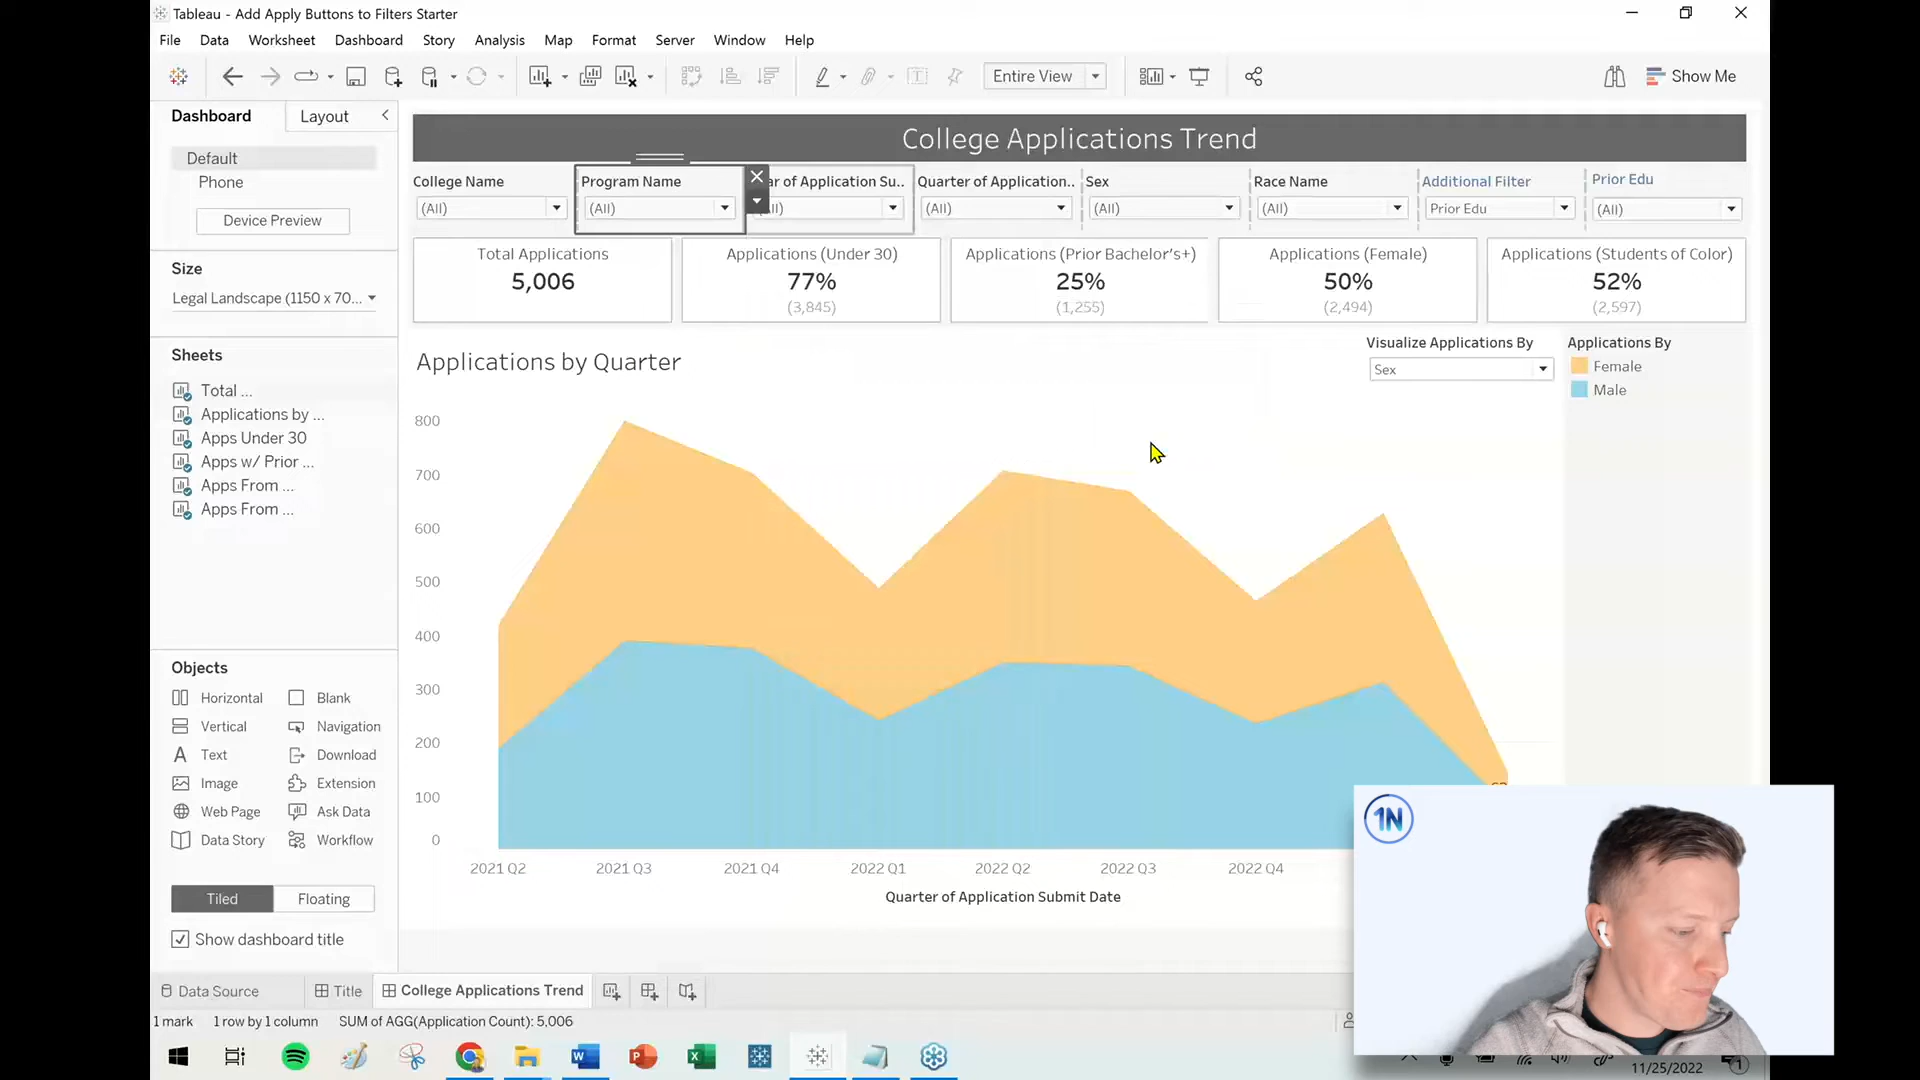 Tableau - Add Apply Buttons to Filters Starter
File Data Worksheet Dashboard Story Analysis Map Format Server Window Help
Entire View
Show Me
Dashboard Layout
Default
Phone
Device Preview
Size
Legal Landscape (1150 x 70...
Sheets
Total ...
Applications by ...
Apps Under 30
Apps w/ Prior ...
Apps From ...
Apps From ...
Objects
Horizontal Blank
Vertical Navigation
Text Download
Image Extension
Web Page Ask Data
Data Story Workflow
Tiled Floating
Show dashboard title
College Applications Trend
College Name Program Name ar of Application Su.. Quarter of Application.. Sex Race Name Additional Filter Prior Edu
(All) (All) (All) (All) (All) (All) Prior Edu (All)
Total Applications Applications (Under 30) Applications (Prior Bachelor's+) Applications (Female) Applications (Students of Color)
5,006 77% 25% 50% 52%
(3,845) (1,255) (2,494) (2,597)
Applications by Quarter
Visualize Applications By
Sex
Applications By
Female
Male
800
700
600
500
400
300
200
100
0
2021 Q2 2021 Q3 2021 Q4 2022 Q1 2022 Q2 2022 Q3 2022 Q4
Quarter of Application Submit Date
1N
Data Source Title College Applications Trend
1 mark 1 row by 1 column SUM of AGG(Application Count): 5,006
11/25/2022